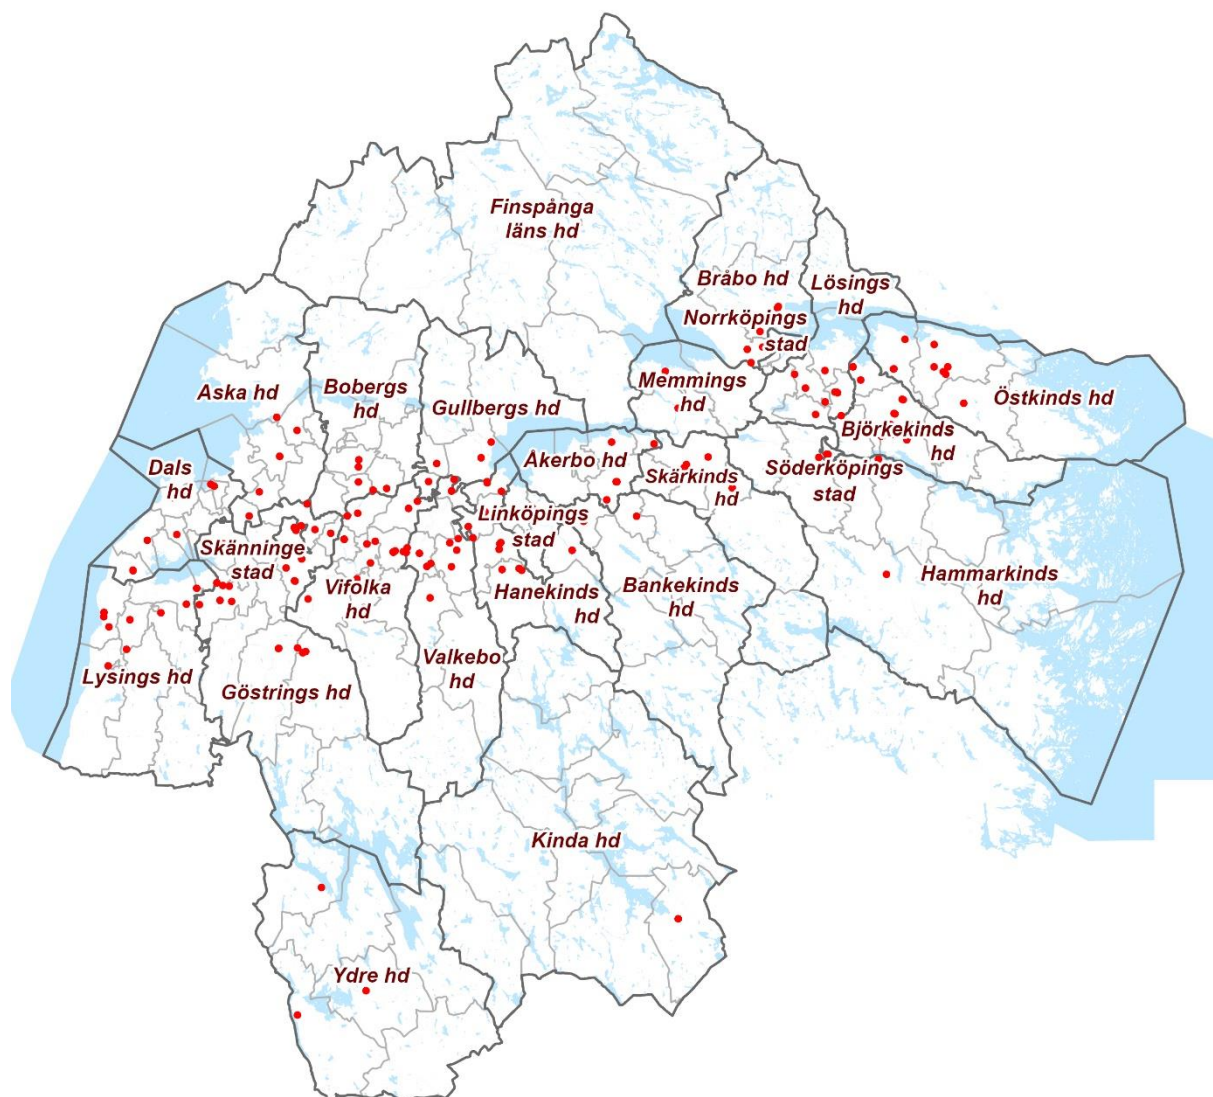 Finspånga
läns hd
Bråbo hd
Lösings
hd
Norrköpings
stad
Aska hd
Bobergs
hd
Gullbergs hd
Memmings
hd
Östkinds hd
Björkekinds
hd
Dals
hd
Åkerbo hd
Skärkinds
hd
Söderköpings
stad
Linköpings
stad
Skänninge
stad
Vifolka
hd
Hanekinds
hd
Bankekinds
hd
Hammarkinds
hd
Lysings hd
Göstrings hd
Valkebo
hd
Kinda hd
Ydre hd